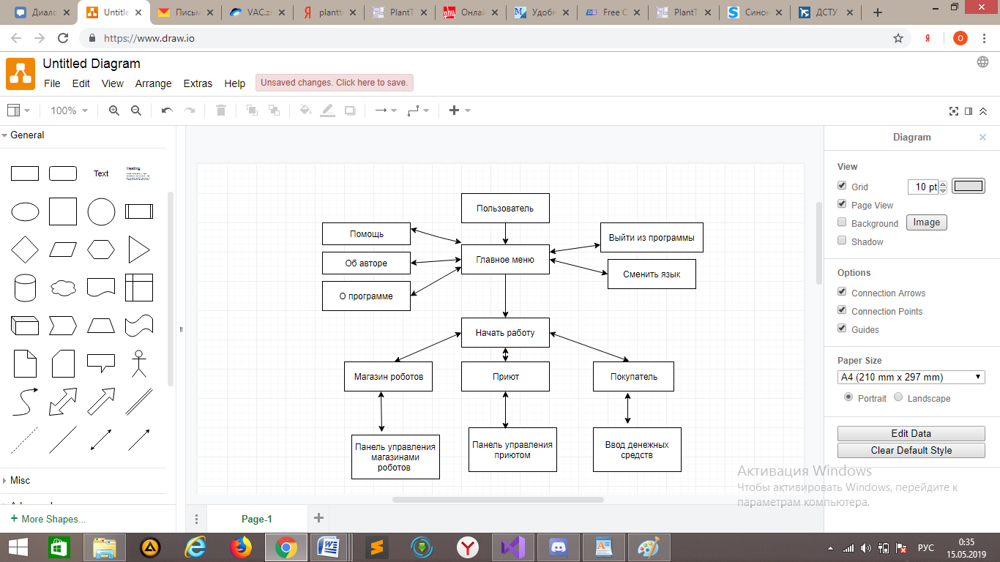 Диало
Untitle
Письм
VAC.z
plantt
PlantT
Онлай
Удобн
Free C
PlantT
Синон
ДСТУ
https://www.draw.io
Я
O
Untitled Diagram
File Edit View Arrange Extras Help
Unsaved changes. Click here to save.
100%
General
Text
Heading
Misc
+ More Shapes...
Пользователь
Помощь
Выйти из программы
Об авторе
Главное меню
Сменить язык
О программе
Начать работу
Магазин роботов
Приют
Покупатель
Панель управления
магазинами
роботов
Панель управления
приютом
Ввод денежных
средств
Page-1
Diagram
View
Grid
10 pt
Page View
Background
Image
Shadow
Options
Connection Arrows
Connection Points
Guides
Paper Size
A4 (210 mm x 297 mm)
Portrait
Landscape
Edit Data
Clear Default Style
Активация Windows
Чтобы активировать Windows, перейдите к
параметрам компьютера.
РУС
0:35
15.05.2019